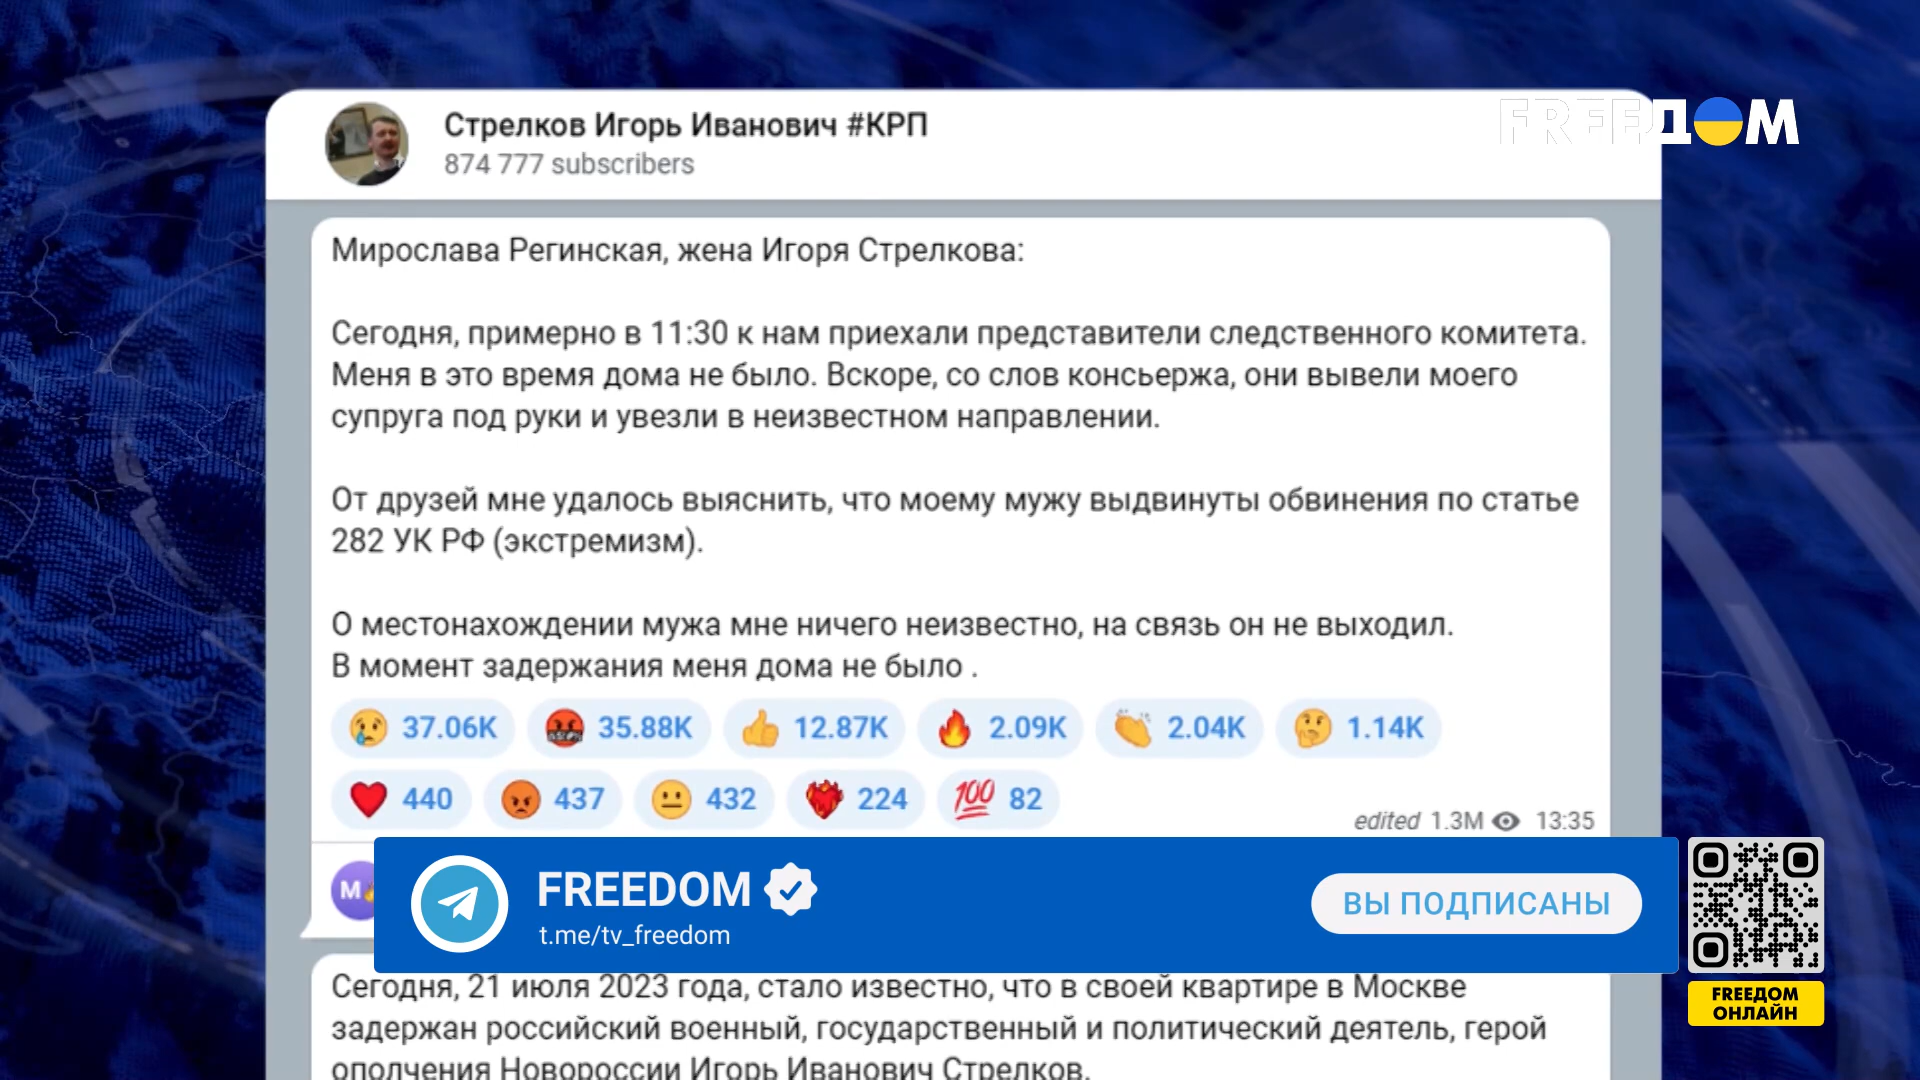 Стрелков Игорь Иванович #КРП
874 777 subscribers
FREEДOM
Мирослава Регинская, жена Игоря Стрелкова:
Сегодня, примерно в 11:30 к нам приехали представители следственного комитета.
Меня в это время дома не было. Вскоре, со слов консьержа, они вывели моего
супруга под руки и увезли в неизвестном направлении.
От друзей мне удалось выяснить, что моему мужу выдвинуты обвинения по статье
282 УК РФ (экстремизм).
О местонахождении мужа мне ничего неизвестно, на связь он не выходил.
В момент задержания меня дома не было .
37.06K 35.88K 12.87K 2.09K 2.04K 1.14K
440 437 432 224 100 82
edited 1.3M 13:35
М
FREEDOM
t.me/tv_freedom
ВЫ ПОДПИСАНЫ
FREEДОМ
ОНЛАЙН
Сегодня, 21 июля 2023 года, стало известно, что в своей квартире в Москве
задержан российский военный, государственный и политический деятель, герой
ополчения Новороссии Игорь Иванович Стрелков.